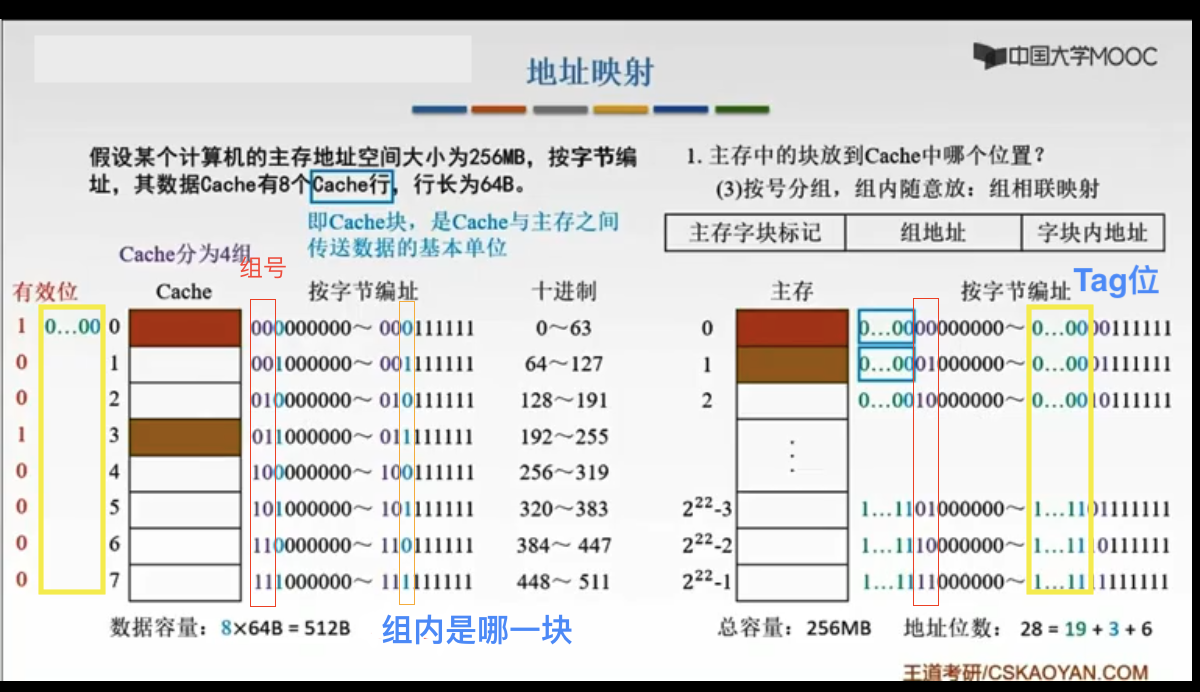 中国大学MOOC
地址映射
假设某个计算机的主存地址空间大小为256MB，按字节编
址，其数据Cache有8个Cache行，行长为64B。
即Cache块，是Cache与主存之间
传送数据的基本单位
1. 主存中的块放到Cache中哪个位置？
(3)按号分组，组内随意放：组相联映射
主存字块标记 组地址 字块内地址
Cache分为4组
组号
Tag位
有效位 Cache 按字节编址 十进制 主存 按字节编址
1 0…00 0 000000000～ 000111111 0～63 0 0…0000000000～ 0…0000111111
0 1 001000000～ 001111111 64～127 1 0…0001000000～ 0…0001111111
0 2 010000000～ 010111111 128～191 2 0…0010000000～ 0…0010111111
1 3 011000000～ 011111111 192～255
0 4 100000000～ 100111111 256～319
0 5 101000000～ 101111111 320～383 2²²-3 1…1101000000～ 1…1101111111
0 6 110000000～ 110111111 384～ 447 2²²-2 1…1110000000～ 1…1110111111
0 7 111000000～ 111111111 448～ 511 2²²-1 1…1111000000～ 1…1111111111
数据容量：8×64B = 512B 组内是哪一块 总容量：256MB 地址位数： 28 = 19 + 3 + 6
王道考研/CSKAOYAN.COM